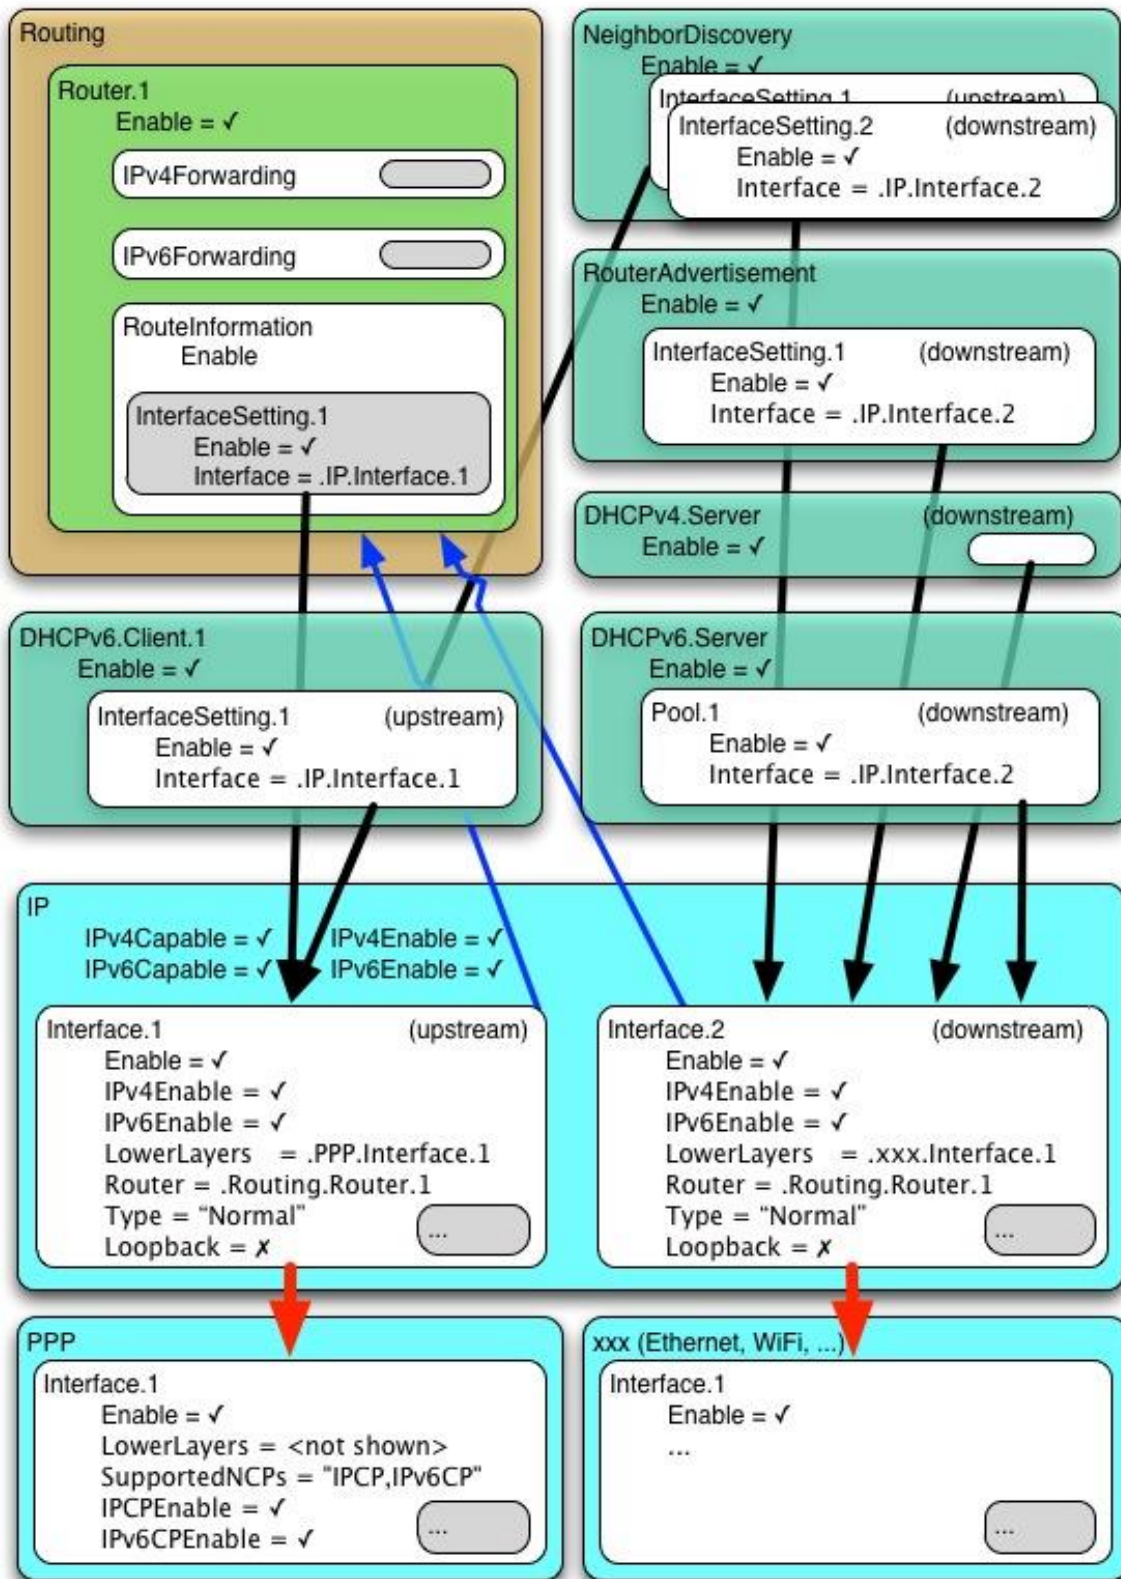 Routing
Router.1
Enable = ✓
IPv4Forwarding
IPv6Forwarding
RouteInformation
Enable
InterfaceSetting.1
Enable = ✓
Interface = .IP.Interface.1
NeighborDiscovery
Enable = ✓
InterfaceSetting.1 (upstream)
InterfaceSetting.2 (downstream)
Enable = ✓
Interface = .IP.Interface.2
RouterAdvertisement
Enable = ✓
InterfaceSetting.1 (downstream)
Enable = ✓
Interface = .IP.Interface.2
DHCPv4.Server (downstream)
Enable = ✓
DHCPv6.Client.1
Enable = ✓
InterfaceSetting.1 (upstream)
Enable = ✓
Interface = .IP.Interface.1
DHCPv6.Server
Enable = ✓
Pool.1 (downstream)
Enable = ✓
Interface = .IP.Interface.2
IP
IPv4Capable = ✓ IPv4Enable = ✓
IPv6Capable = ✓ IPv6Enable = ✓
Interface.1 (upstream)
Enable = ✓
IPv4Enable = ✓
IPv6Enable = ✓
LowerLayers = .PPP.Interface.1
Router = .Routing.Router.1
Type = “Normal”
Loopback = ✗
...
Interface.2 (downstream)
Enable = ✓
IPv4Enable = ✓
IPv6Enable = ✓
LowerLayers = .xxx.Interface.1
Router = .Routing.Router.1
Type = “Normal”
Loopback = ✗
...
PPP
Interface.1
Enable = ✓
LowerLayers = <not shown>
SupportedNCPs = "IPCP,IPv6CP"
IPCPEnable = ✓
IPv6CPEnable = ✓
...
xxx (Ethernet, WiFi, ...)
Interface.1
Enable = ✓
...
...